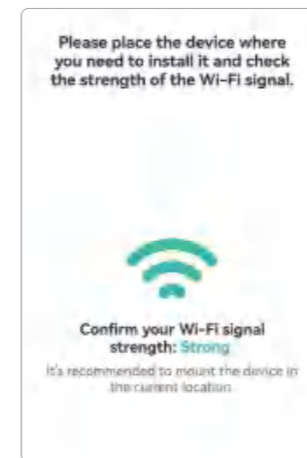 Please place the device where
you need to install it and check
the strength of the Wi-Fi signal.
Confirm your Wi-Fi signal
strength: Strong
It's recommended to mount the device in
the current location